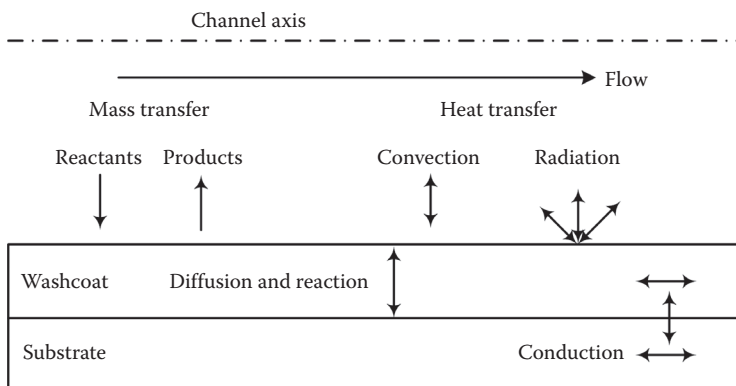 Channel axis
Flow
Mass transfer
Heat transfer
Reactants
Products
Convection
Radiation
Washcoat
Diffusion and reaction
Substrate
Conduction